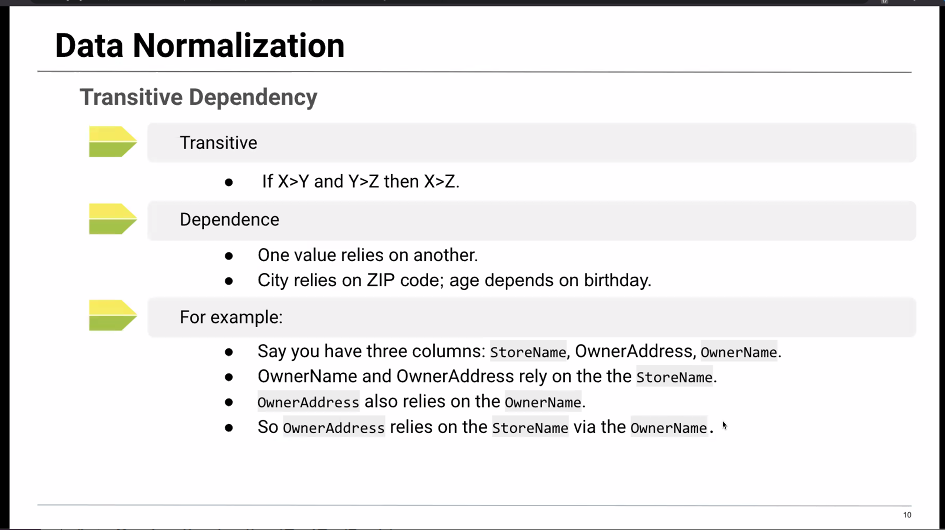 Data Normalization
Transitive Dependency
Transitive
● If X>Y and Y>Z then X>Z.
Dependence
● One value relies on another.
● City relies on ZIP code; age depends on birthday.
For example:
● Say you have three columns: StoreName, OwnerAddress, OwnerName.
● OwnerName and OwnerAddress rely on the the StoreName.
● OwnerAddress also relies on the OwnerName.
● So OwnerAddress relies on the StoreName via the OwnerName.
10